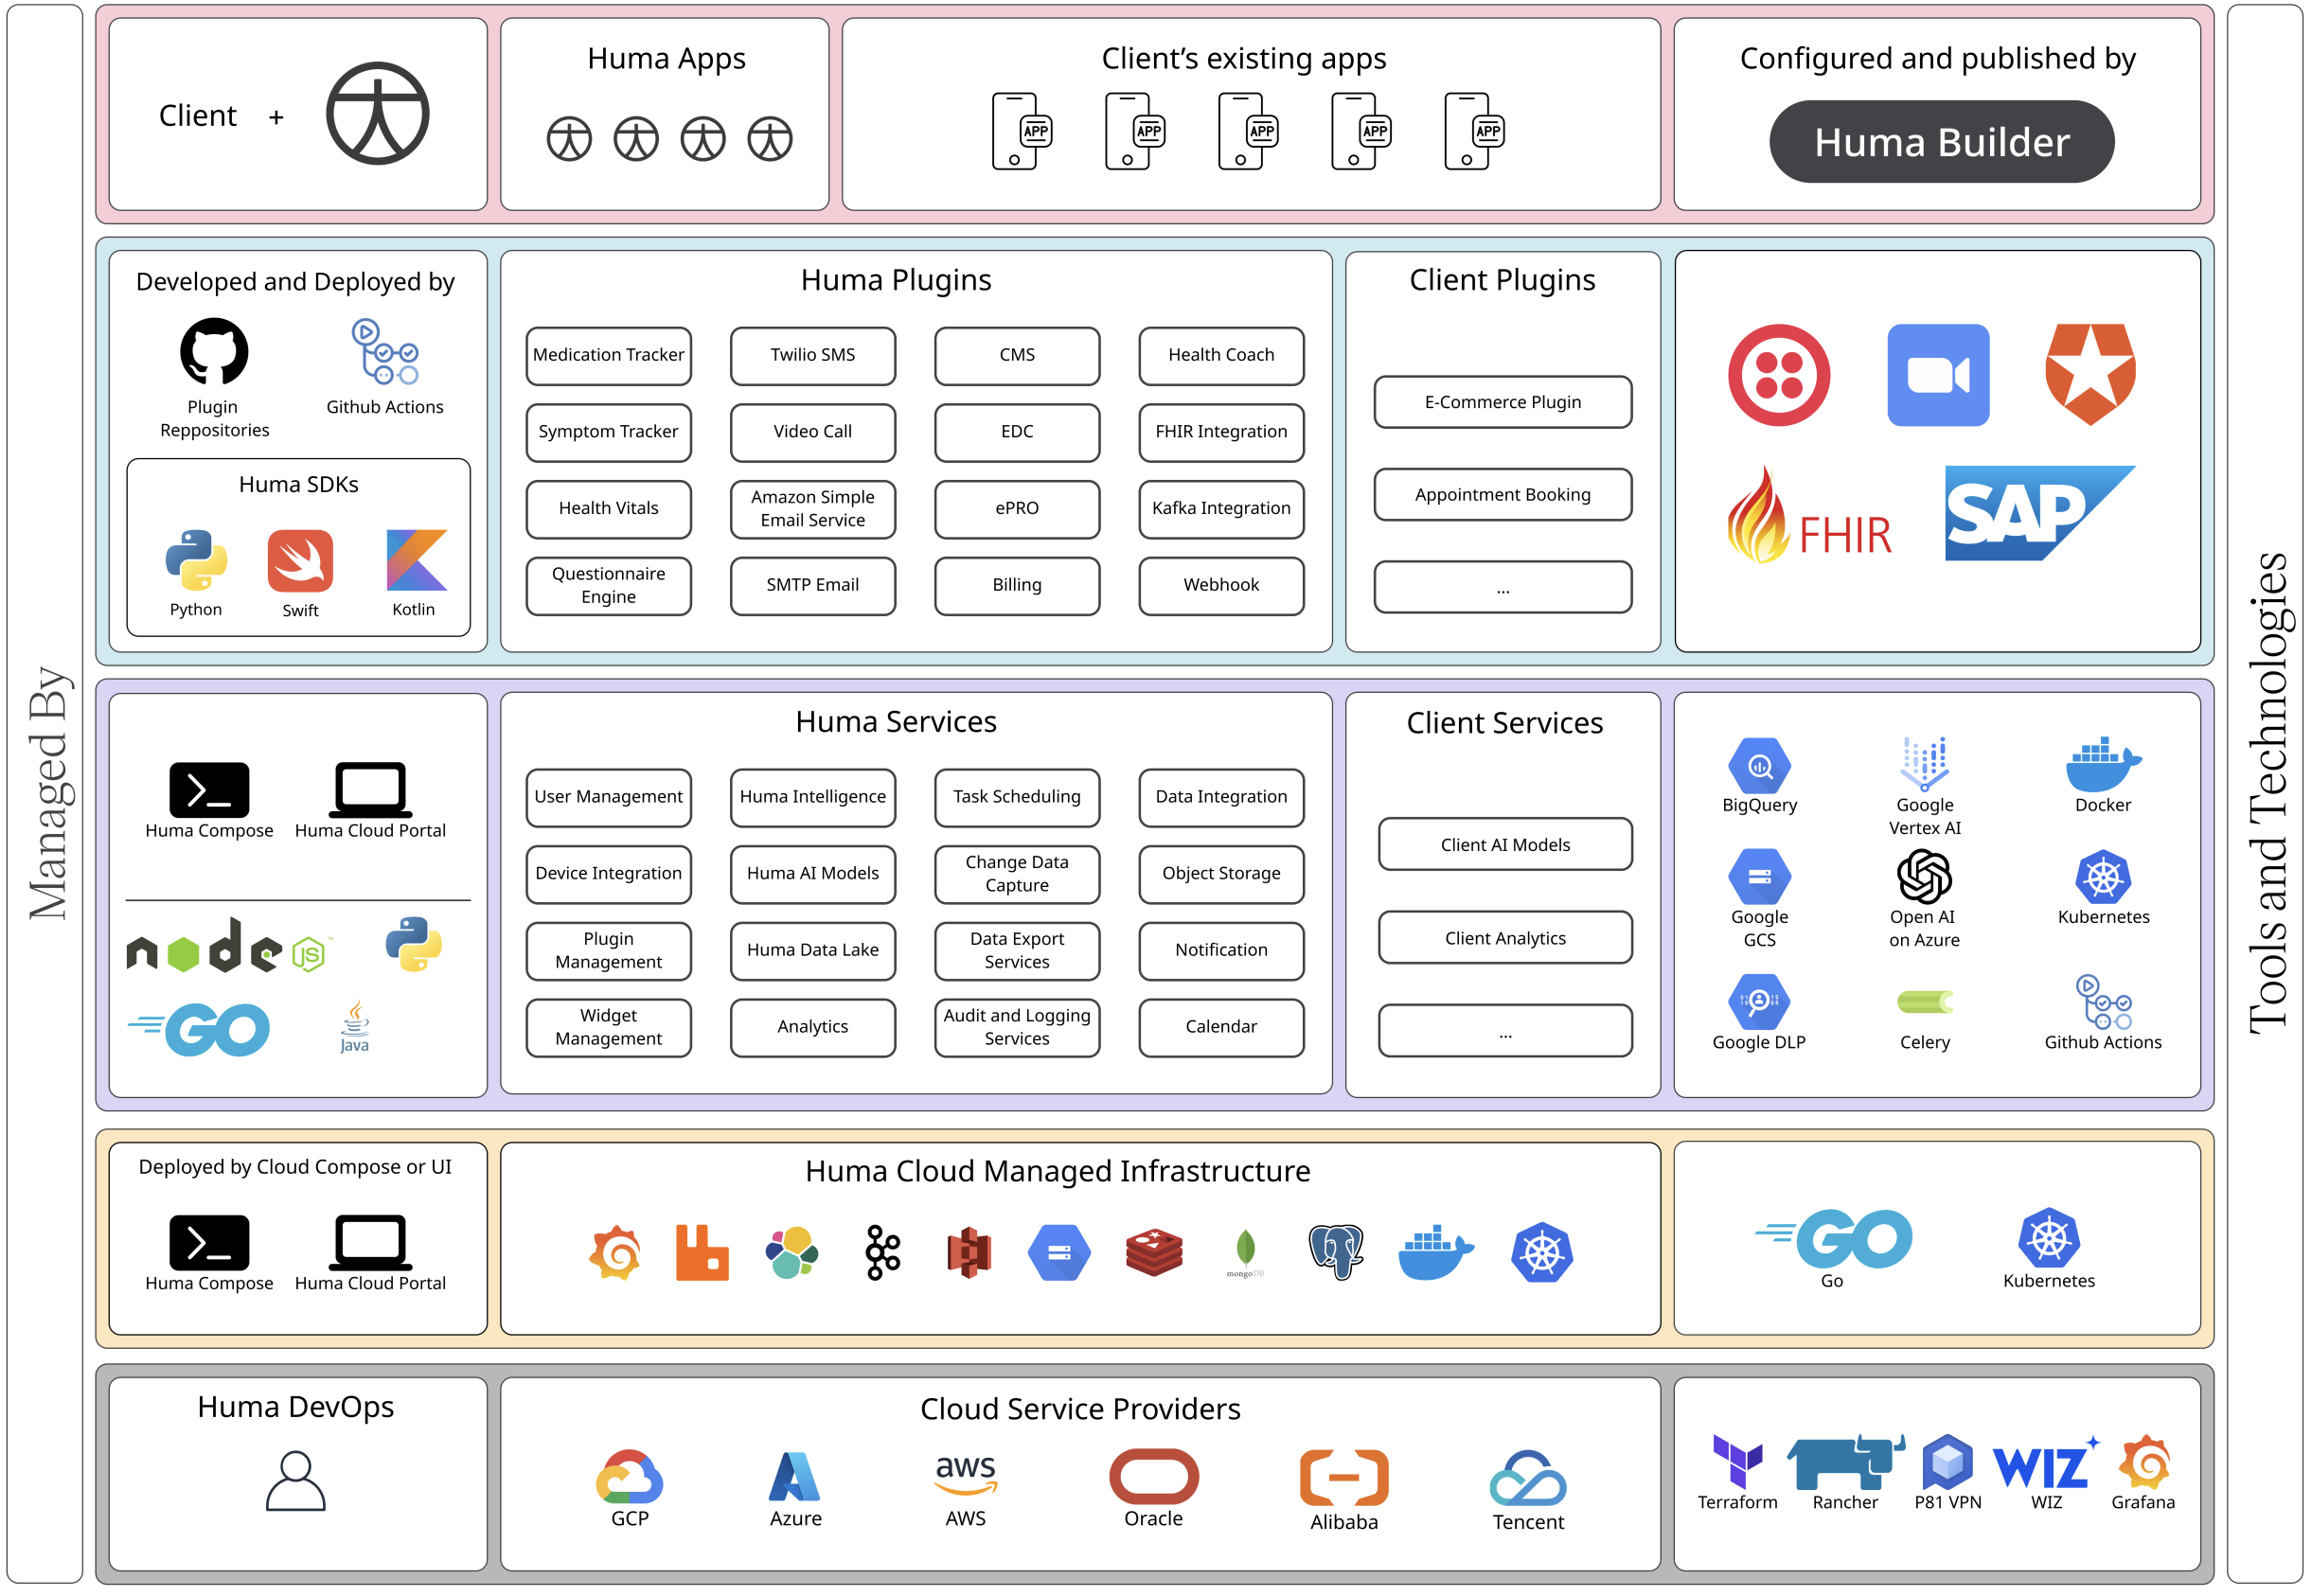 Managed By
Client +
Huma Apps
Client’s existing apps
APP
APP
APP
APP
APP
Configured and published by
Huma Builder
Developed and Deployed by
Plugin
Reppositories
Github Actions
Huma SDKs
Python
Swift
Kotlin
Huma Plugins
Medication Tracker
Twilio SMS
CMS
Health Coach
Symptom Tracker
Video Call
EDC
FHIR Integration
Health Vitals
Amazon Simple
Email Service
ePRO
Kafka Integration
Questionnaire
Engine
SMTP Email
Billing
Webhook
Client Plugins
E-Commerce Plugin
Appointment Booking
...
FHIR
SAP
Huma Compose
Huma Cloud Portal
node JS
GO
Java
Huma Services
User Management
Huma Intelligence
Task Scheduling
Data Integration
Device Integration
Huma AI Models
Change Data
Capture
Object Storage
Plugin
Management
Huma Data Lake
Data Export
Services
Notification
Widget
Management
Analytics
Audit and Logging
Services
Calendar
Client Services
Client AI Models
Client Analytics
...
BigQuery
Google
Vertex AI
Docker
Google
GCS
Open AI
on Azure
Kubernetes
Google DLP
Celery
Github Actions
Deployed by Cloud Compose or UI
Huma Compose
Huma Cloud Portal
Huma Cloud Managed Infrastructure
mongoDB
GO
Go
Kubernetes
Huma DevOps
Cloud Service Providers
GCP
Azure
aws
AWS
Oracle
Alibaba
Tencent
Terraform
Rancher
P81 VPN
WIZ
WIZ
Grafana
Tools and Technologies